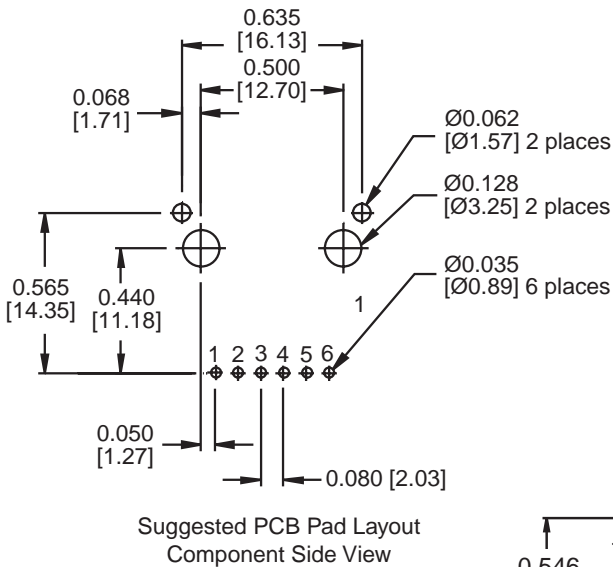 0.635
[16.13]
0.500
[12.70]
0.068
[1.71]
Ø0.062
[Ø1.57] 2 places
Ø0.128
[Ø3.25] 2 places
Ø0.035
[Ø0.89] 6 places
0.565
[14.35]
0.440
[11.18]
1
1 2 3 4 5 6
0.050
[1.27]
0.080 [2.03]
Suggested PCB Pad Layout
Component Side View
0.546